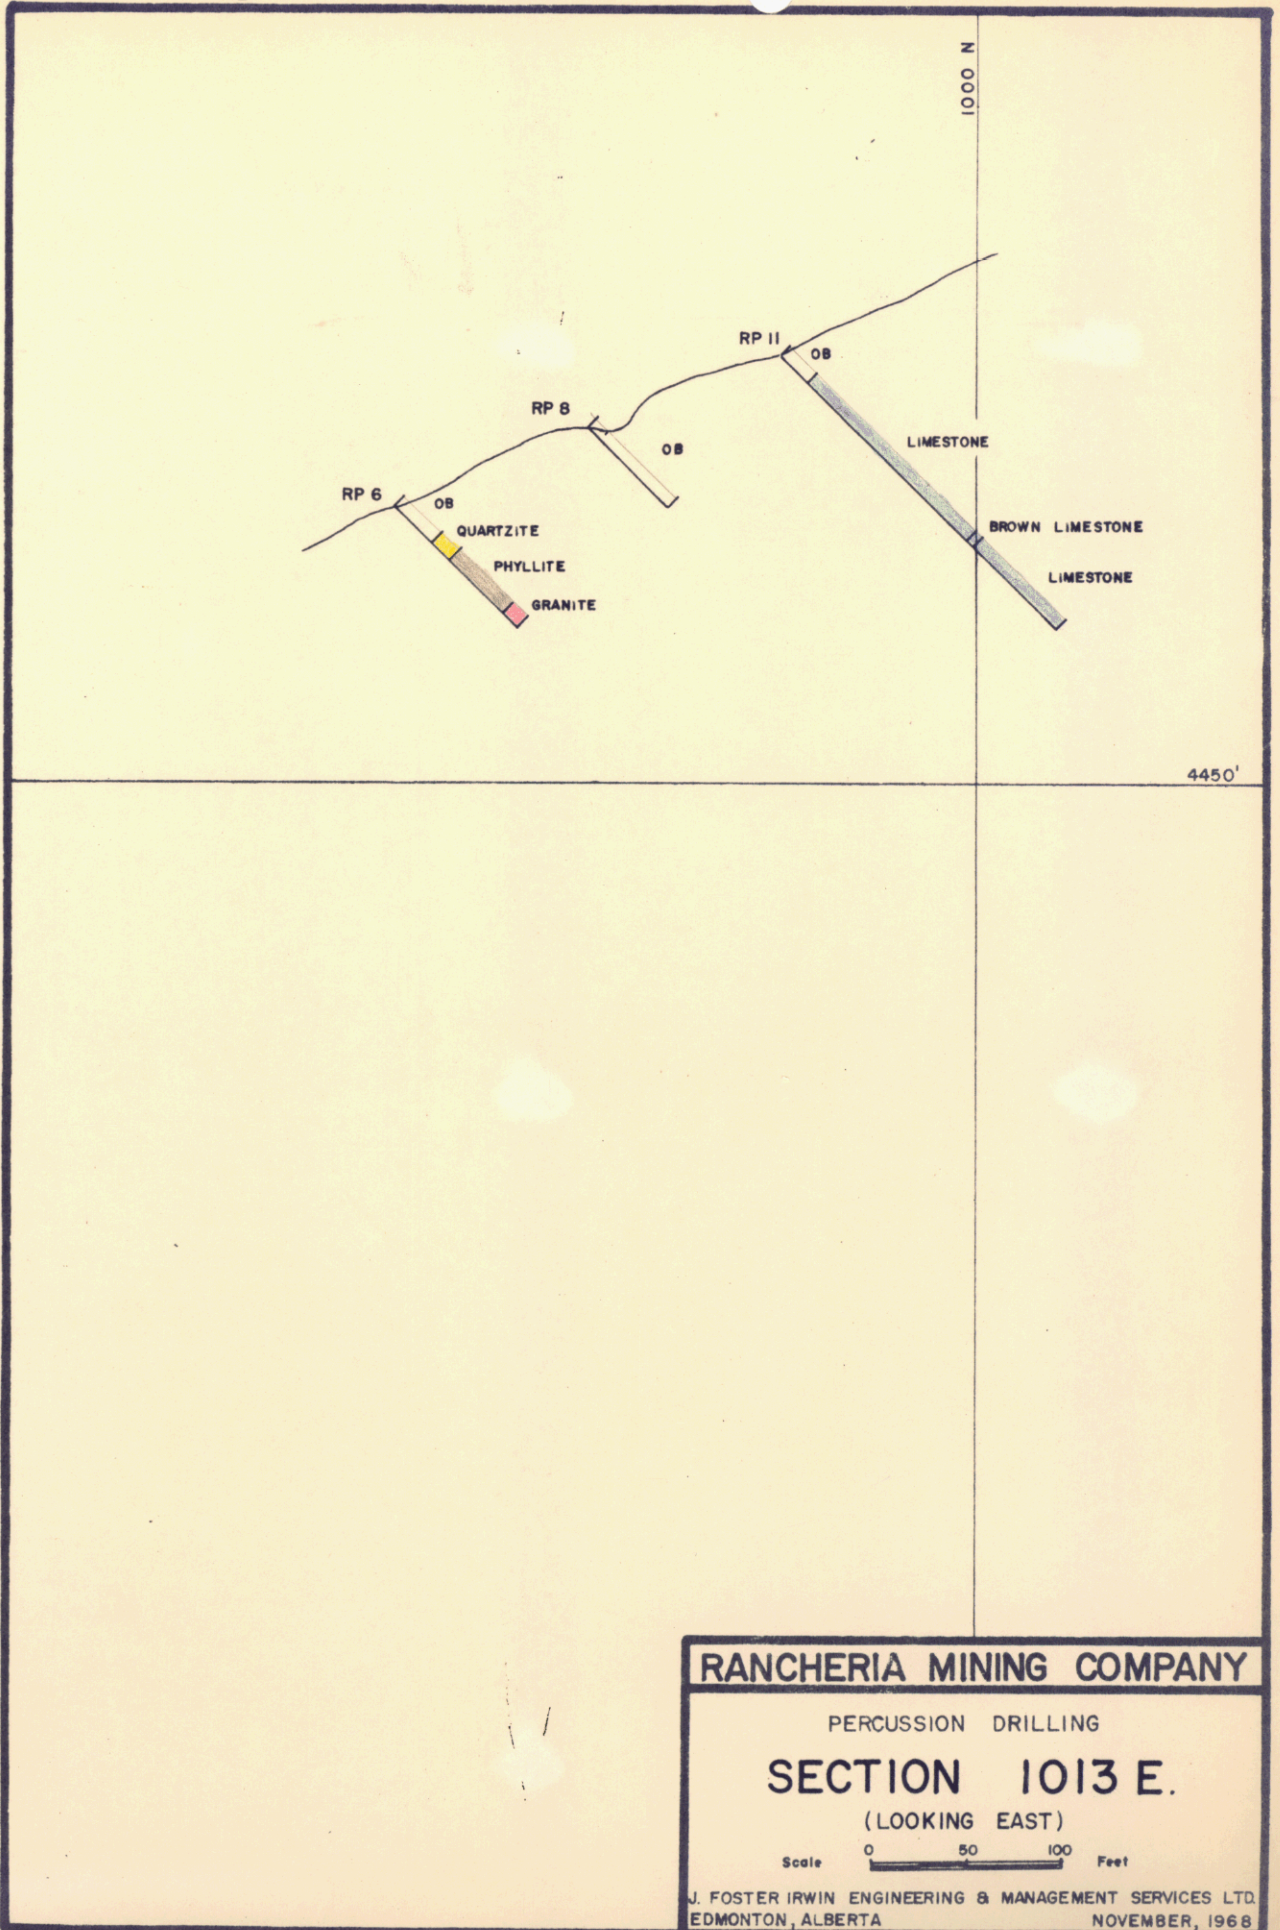 1000 N
RP 11
OB
RP 8
LIMESTONE
OB
RP 6
OB
QUARTZITE
BROWN LIMESTONE
PHYLLITE
LIMESTONE
GRANITE
4450'
RANCHERIA MINING COMPANY
PERCUSSION DRILLING
SECTION 1013 E.
(LOOKING EAST)
0 50 100
Scale Feet
J. FOSTER IRWIN ENGINEERING & MANAGEMENT SERVICES LTD.
EDMONTON, ALBERTA NOVEMBER, 1968